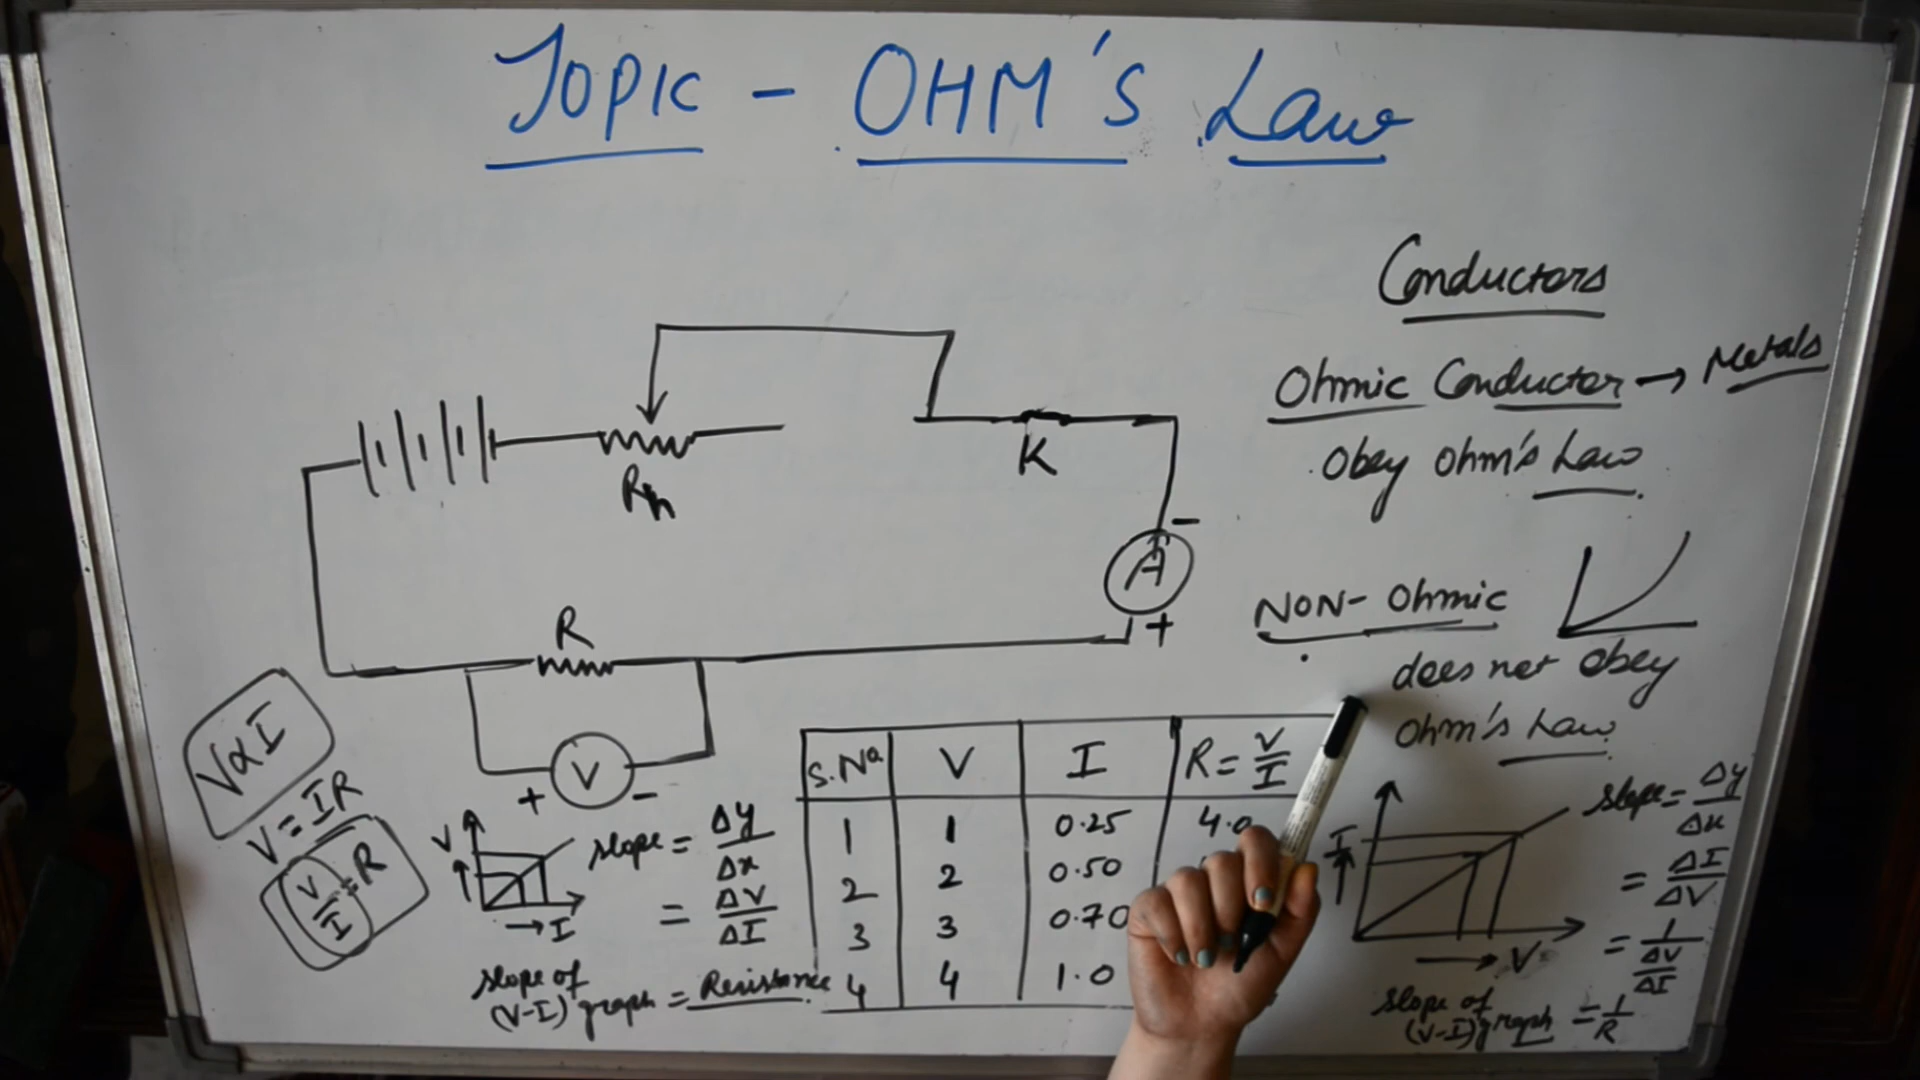 Topic - OHM's Law
Conductors
Ohmic Conductor → Metals
Obey Ohm's Law
NON-Ohmic
does not obey
Ohm's Law
Rh
K
A
-
+
R
V
+ -
V∝I
V=IR
V/I=R
V
→ I
slope = Δy/Δx
= ΔV/ΔI
slope of
(V-I) graph = Resistance
S.No V I R=V/I
1 1 0.25 4.0
2 2 0.50
3 3 0.70
4 4 1.0
I
→ V
slope= Δy/Δx
= ΔI/ΔV
= 1/ΔV/ΔI
slope of
(V-I) graph = 1/R